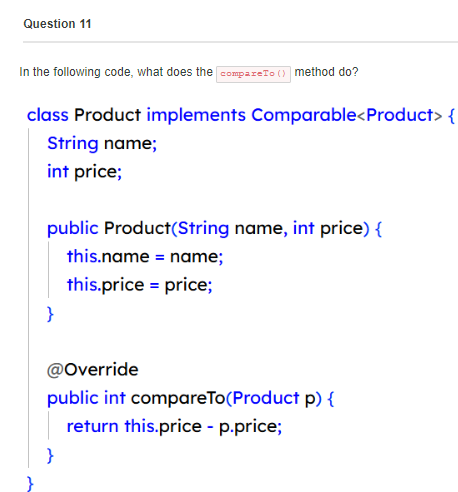 Question 11
In the following code, what does the compareTo() method do?
class Product implements Comparable<Product> {
String name;
int price;
public Product(String name, int price) {
this.name = name;
this.price = price;
}
@Override
public int compareTo(Product p) {
return this.price - p.price;
}
}